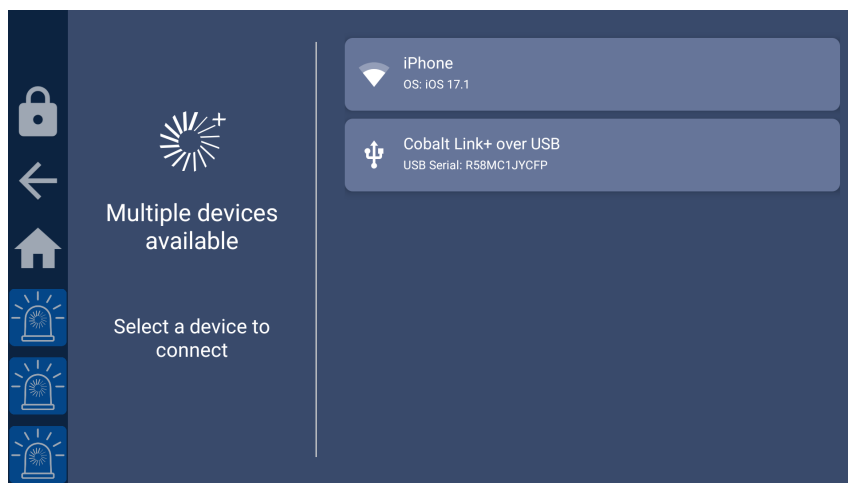 Multiple devices
available
Select a device to
connect
iPhone
OS: iOS 17.1
Cobalt Link+ over USB
USB Serial: R58MC1JYCFP